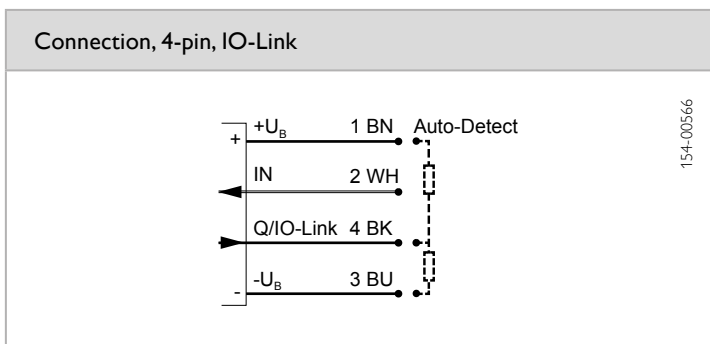 Connection, 4-pin, IO-Link
+ +U_B 1 BN Auto-Detect
IN 2 WH
Q/IO-Link 4 BK
- -U_B 3 BU
154-00566